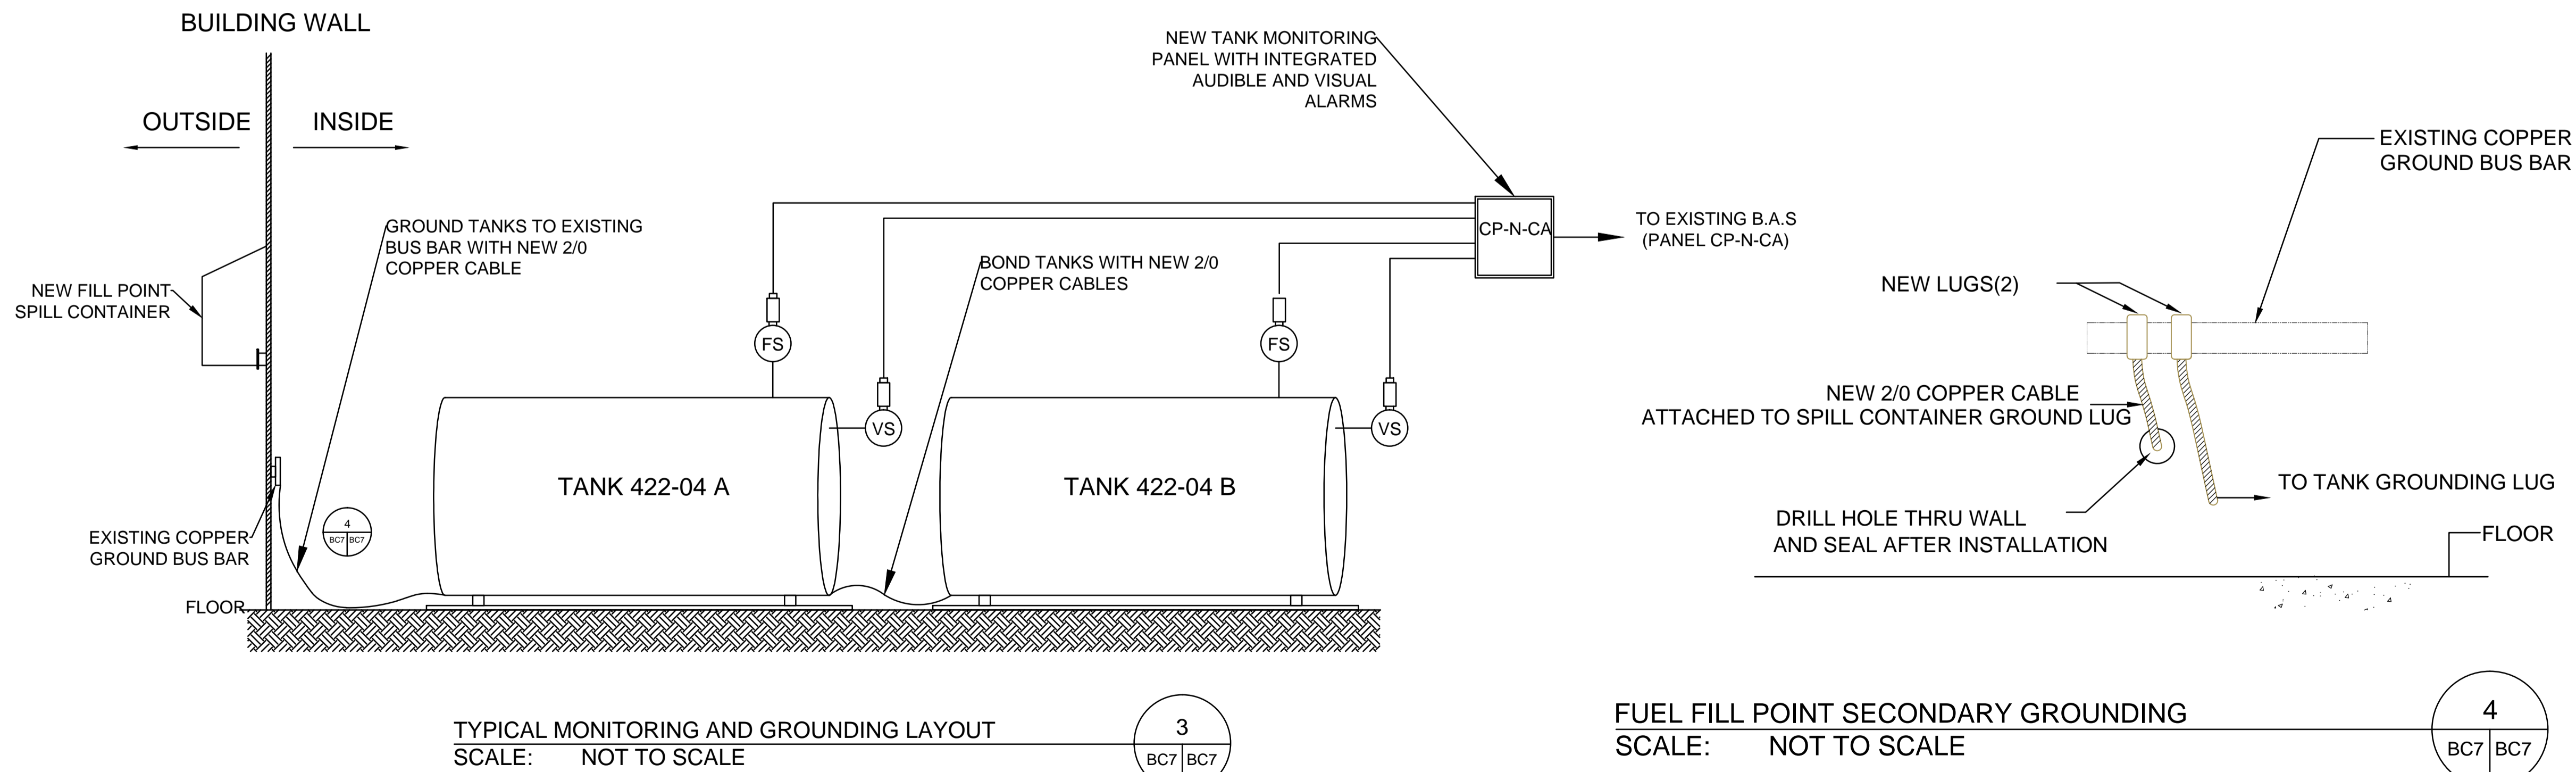 BUILDING WALL
OUTSIDE
INSIDE
NEW TANK MONITORING
PANEL WITH INTEGRATED
AUDIBLE AND VISUAL
ALARMS
GROUND TANKS TO EXISTING
BUS BAR WITH NEW 2/0
COPPER CABLE
BOND TANKS WITH NEW 2/0
COPPER CABLES
CP-N-CA
TO EXISTING B.A.S
(PANEL CP-N-CA)
NEW FILL POINT
SPILL CONTAINER
FS
FS
VS
VS
TANK 422-04 A
TANK 422-04 B
4
BC7 BC7
EXISTING COPPER
GROUND BUS BAR
FLOOR
TYPICAL MONITORING AND GROUNDING LAYOUT
SCALE: NOT TO SCALE
3
BC7 BC7
EXISTING COPPER
GROUND BUS BAR
NEW LUGS(2)
NEW 2/0 COPPER CABLE
ATTACHED TO SPILL CONTAINER GROUND LUG
TO TANK GROUNDING LUG
DRILL HOLE THRU WALL
AND SEAL AFTER INSTALLATION
FLOOR
FUEL FILL POINT SECONDARY GROUNDING
SCALE: NOT TO SCALE
4
BC7 BC7